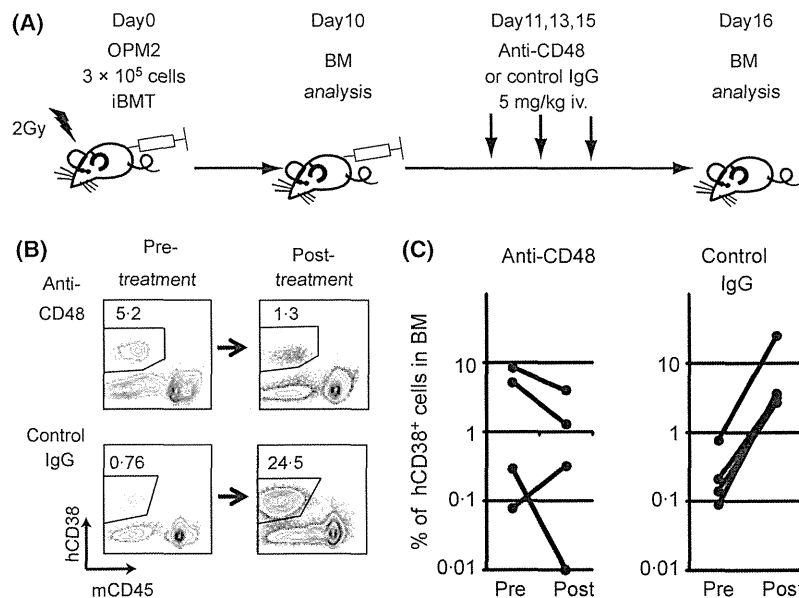 (A)
Day0
OPM2
3 × 10⁵ cells
iBMT
2Gy
Day10
BM
analysis
Day11,13,15
Anti-CD48
or control IgG
5 mg/kg iv.
Day16
BM
analysis
(B)
Pre-
treatment
Post-
treatment
Anti-
CD48
5·2
1·3
Control
IgG
0·76
24·5
hCD38
mCD45
(C)
Anti-CD48
Control
IgG
% of hCD38⁺ cells in BM
10
1
0·1
0·01
Pre
Post
10
1
0·1
0·01
Pre
Post